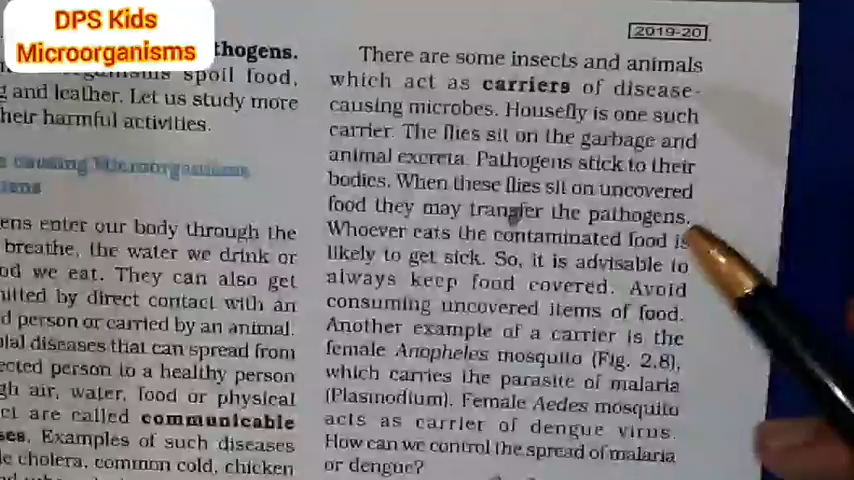 DPS Kids
Microorganisms
thogens.
spoil food,
g and leather. Let us study more
heir harmful activities.
causing Microorganisms
ens enter our body through the
breathe, the water we drink or
od we eat. They can also get
itted by direct contact with an
d person or carried by an animal.
bial diseases that can spread from
ected person to a healthy person
gh air, water, food or physical
ct are called communicable
ses. Examples of such diseases
e cholera, common cold, chicken
2019-20
There are some insects and animals
which act as carriers of disease-
causing microbes. Housefly is one such
carrier. The flies sit on the garbage and
animal excreta. Pathogens stick to their
bodies. When these flies sit on uncovered
food they may transfer the pathogens.
Whoever eats the contaminated food is
likely to get sick. So, it is advisable to
always keep food covered. Avoid
consuming uncovered items of food.
Another example of a carrier is the
female Anopheles mosquito (Fig. 2.8),
which carries the parasite of malaria
(Plasmodium). Female Aedes mosquito
acts as carrier of dengue virus.
How can we control the spread of malaria
or dengue?